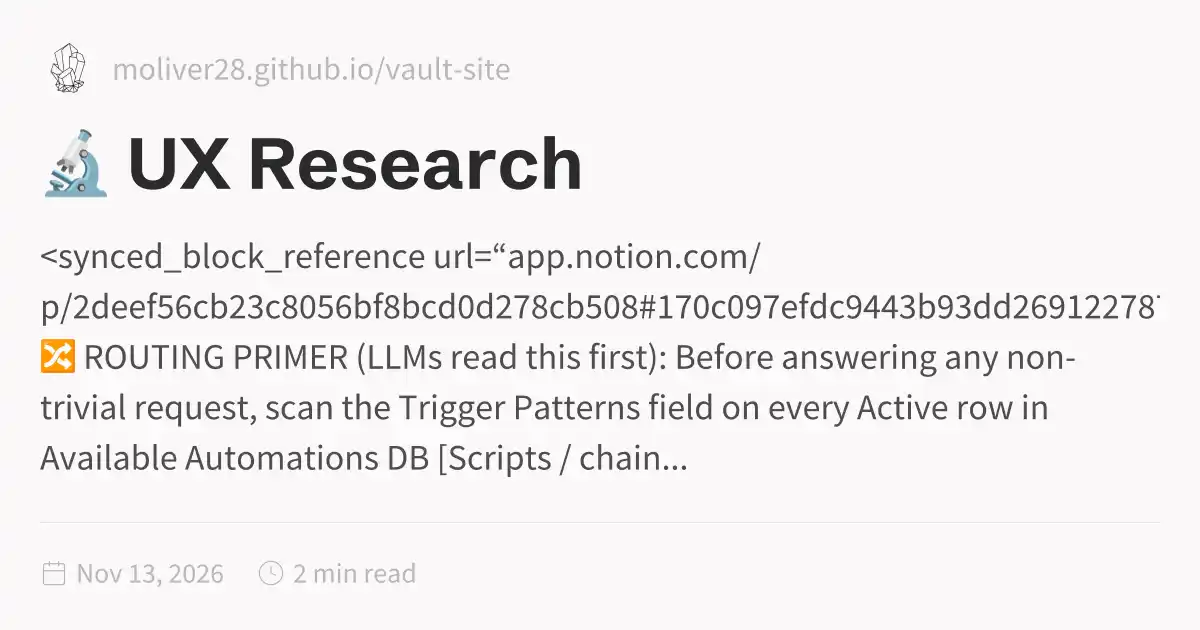 moliver28.github.io/vault-site
🔬 UX Research
<synced_block_reference url=“app.notion.com/
p/2deef56cb23c8056bf8bcd0d278cb508#170c097efdc9443b93dd26912278
🔀 ROUTING PRIMER (LLMs read this first): Before answering any non-
trivial request, scan the Trigger Patterns field on every Active row in
Available Automations DB [Scripts / chain...
Nov 13, 2026
2 min read